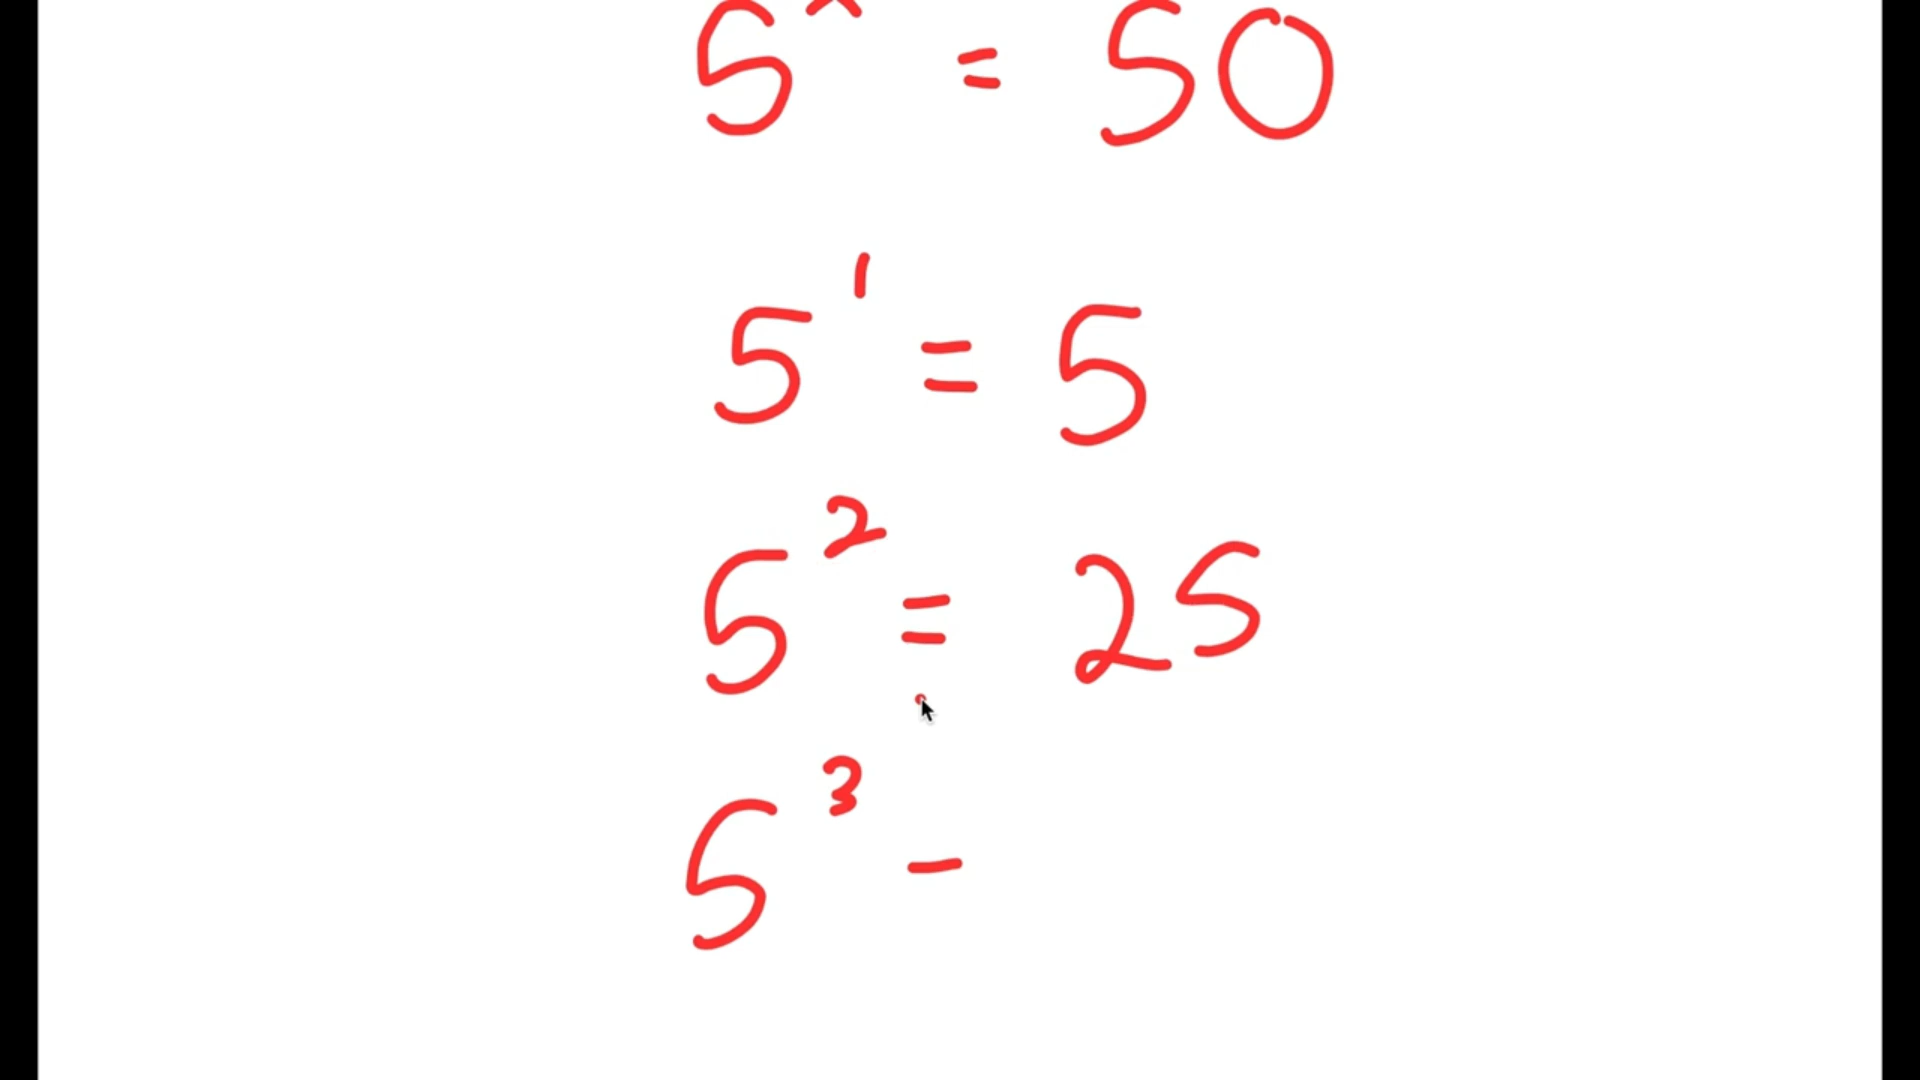 5^x = 50
5^1 = 5
5^2 = 25
5^3 -